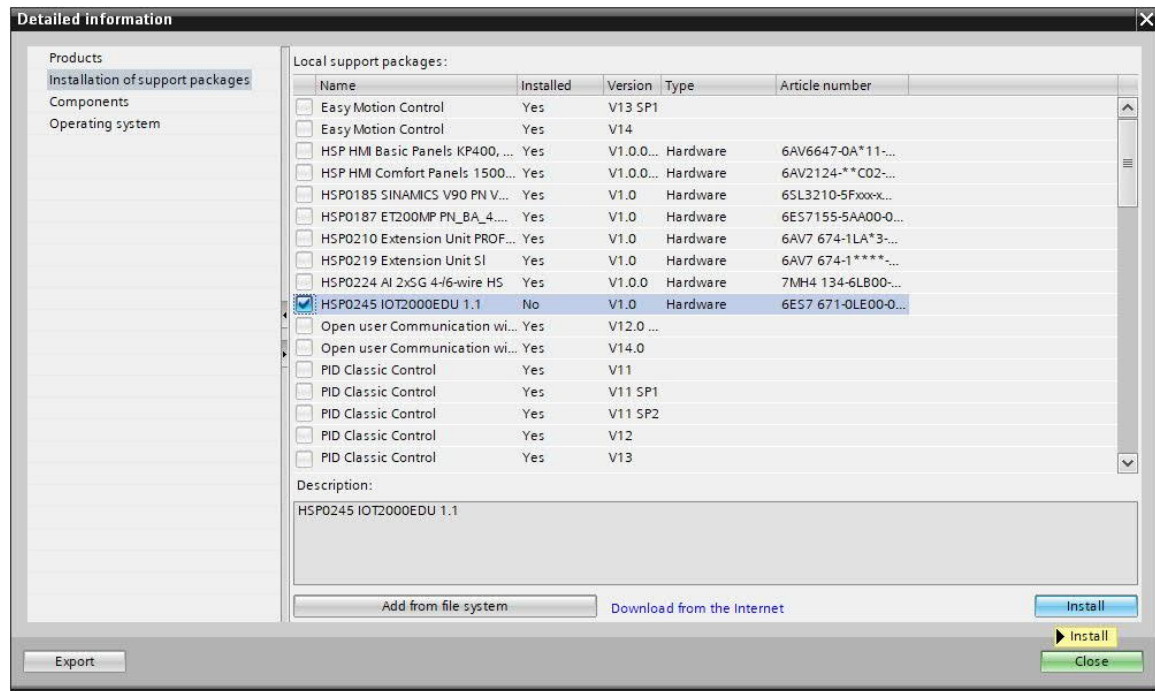 Detailed information
Products
Installation of support packages
Components
Operating system
Local support packages:
Name Installed Version Type Article number
Easy Motion Control Yes V13 SP1
Easy Motion Control Yes V14
HSP HMI Basic Panels KP400, ... Yes V1.0.0... Hardware 6AV6647-0A*11-...
HSP HMI Comfort Panels 1500... Yes V1.0.0... Hardware 6AV2124-**C02-...
HSP0185 SINAMICS V90 PN V... Yes V1.0 Hardware 6SL3210-5Fxxx-x...
HSP0187 ET200MP PN_BA_4.... Yes V1.0 Hardware 6ES7155-5AA00-0...
HSP0210 Extension Unit PROF... Yes V1.0 Hardware 6AV7 674-1LA*3-...
HSP0219 Extension Unit SI Yes V1.0 Hardware 6AV7 674-1****-...
HSP0224 AI 2xSG 4-/6-wire HS Yes V1.0.0 Hardware 7MH4 134-6LB00-...
HSP0245 IOT2000EDU 1.1 No V1.0 Hardware 6ES7 671-0LE00-0...
Open user Communication wi... Yes V12.0 ...
Open user Communication wi... Yes V14.0
PID Classic Control Yes V11
PID Classic Control Yes V11 SP1
PID Classic Control Yes V11 SP2
PID Classic Control Yes V12
PID Classic Control Yes V13
Description:
HSP0245 IOT2000EDU 1.1
Add from file system
Download from the Internet
Install
Install
Export
Close